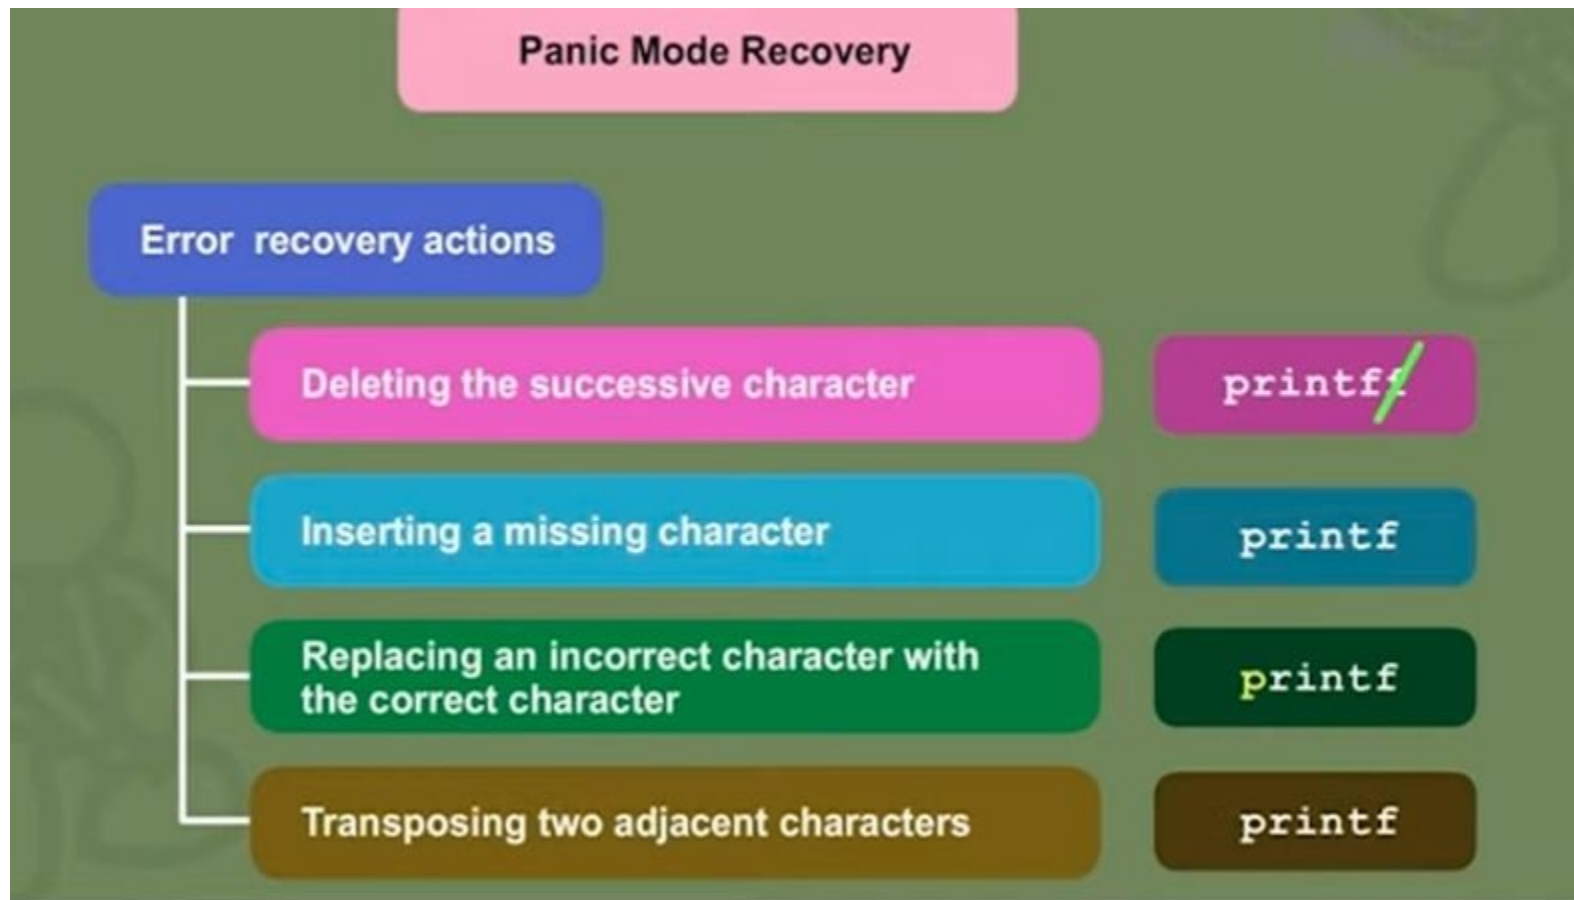 Panic Mode Recovery
Error recovery actions
Deleting the successive character
printff
Inserting a missing character
printf
Replacing an incorrect character with
the correct character
printf
Transposing two adjacent characters
printf